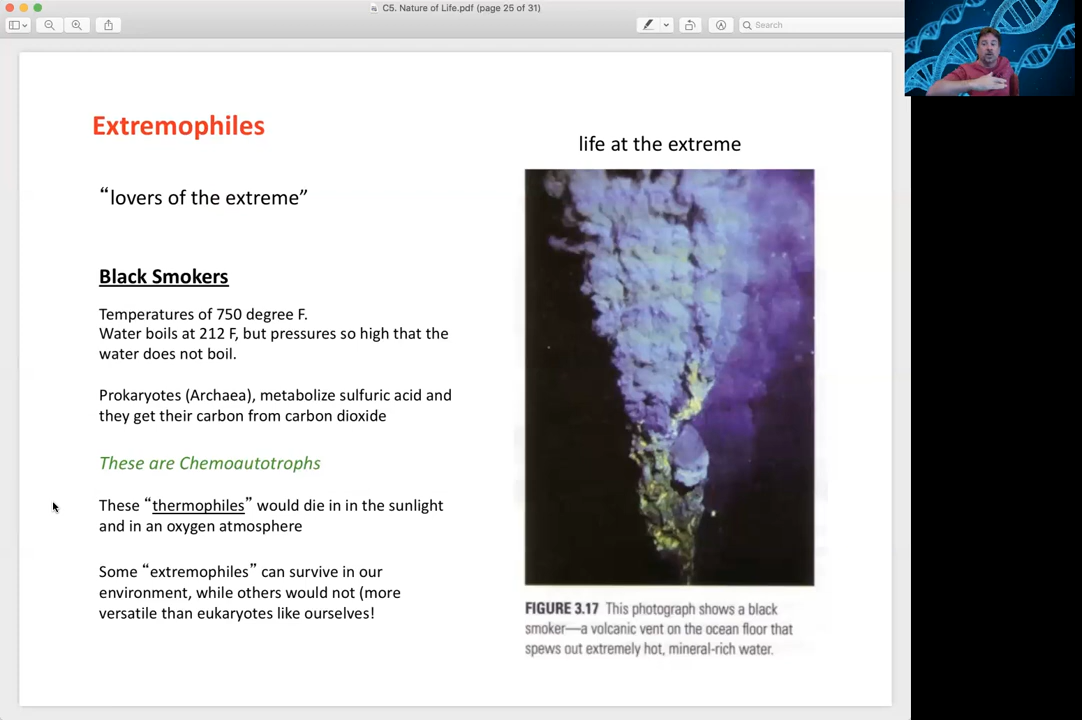 C5. Nature of Life.pdf (page 25 of 31)
Search
Extremophiles
life at the extreme
“lovers of the extreme”
Black Smokers
Temperatures of 750 degree F.
Water boils at 212 F, but pressures so high that the
water does not boil.
Prokaryotes (Archaea), metabolize sulfuric acid and
they get their carbon from carbon dioxide
These are Chemoautotrophs
These “thermophiles” would die in in the sunlight
and in an oxygen atmosphere
Some “extremophiles” can survive in our
environment, while others would not (more
versatile than eukaryotes like ourselves!
FIGURE 3.17 This photograph shows a black
smoker—a volcanic vent on the ocean floor that
spews out extremely hot, mineral-rich water.